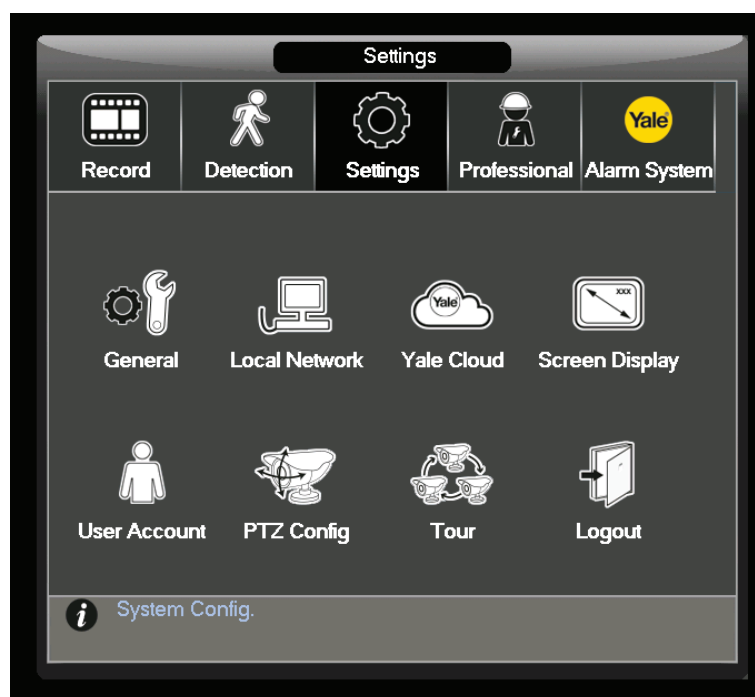 Settings
Record Detection Settings Professional Yale Alarm System
General Local Network Yale Yale Cloud xxx Screen Display
User Account PTZ Config Tour Logout
i System Config.